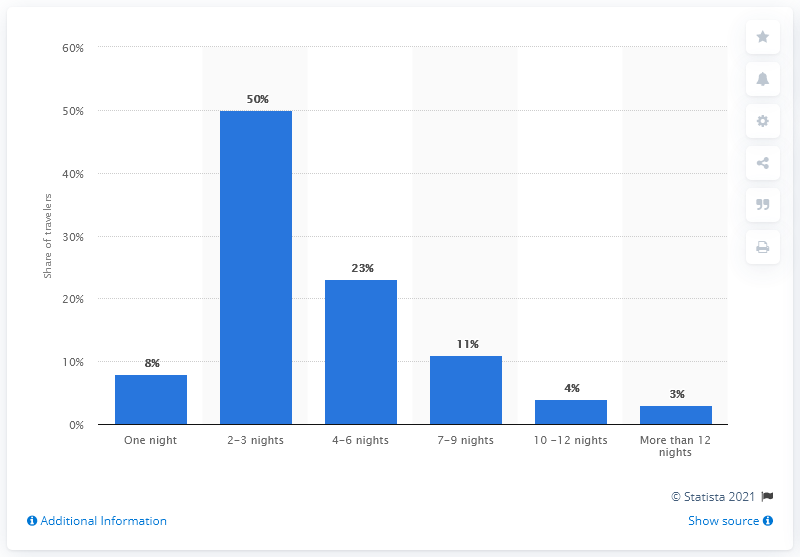 60%
50%
50%
40%
Share of travelers
30%
23%
20%
11%
10%
8%
4%
3%
0%
One night
2-3 nights
4-6 nights
7-9 nights
10 -12 nights
More than 12
nights
© Statista 2021
Additional Information
Show source